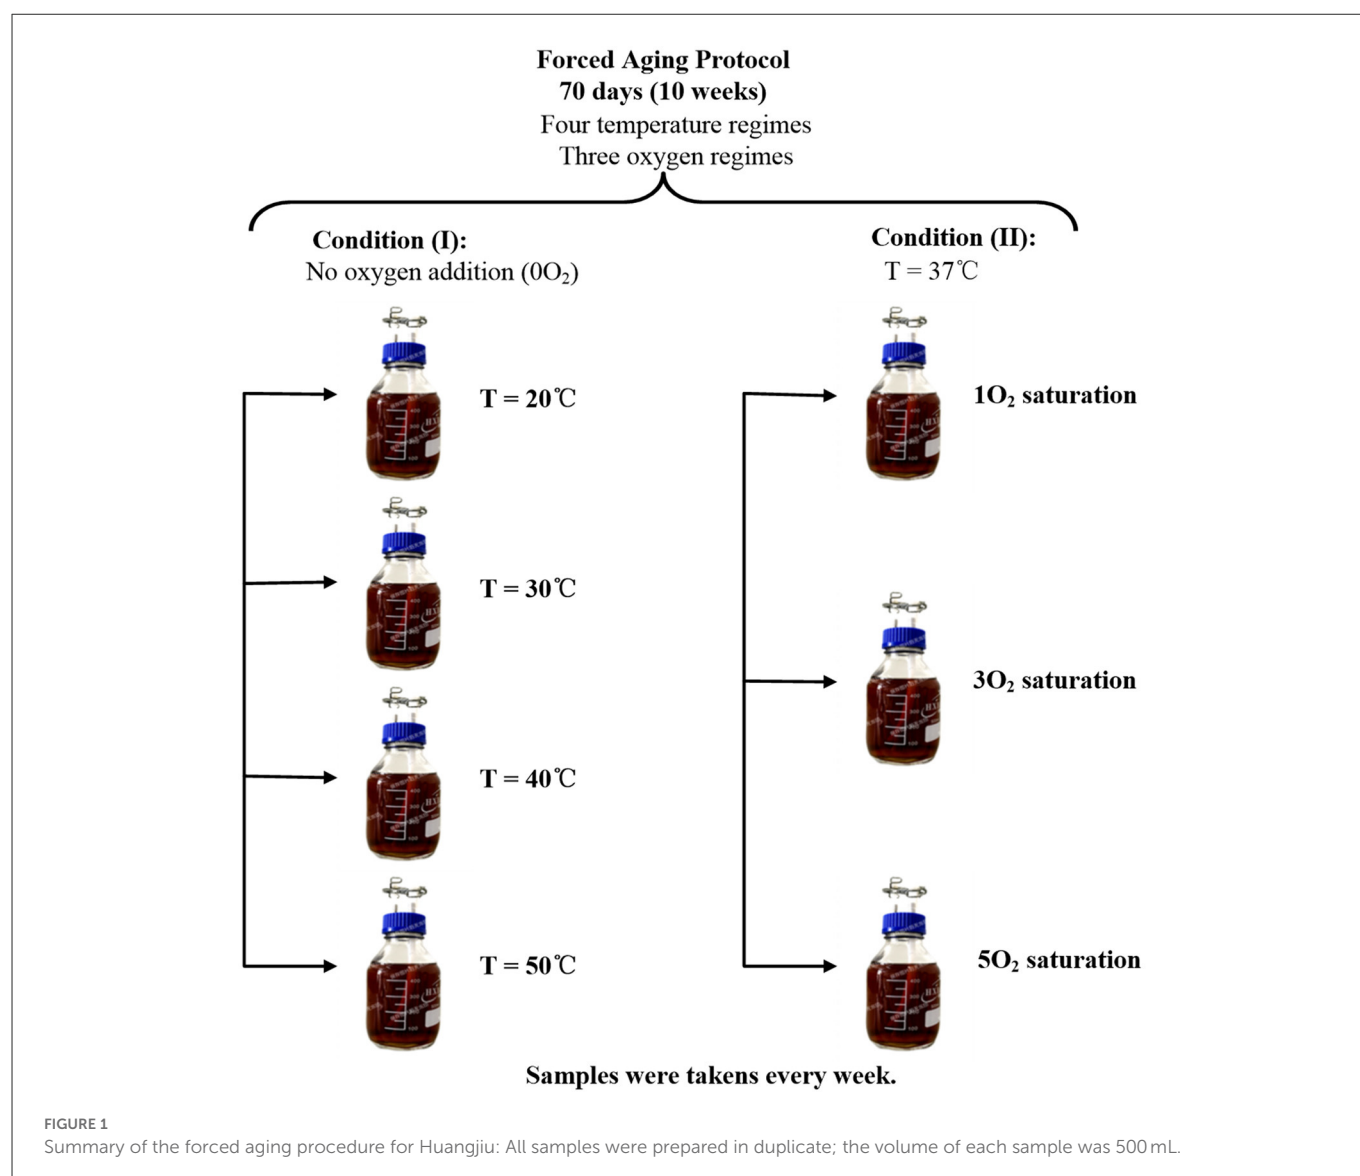 Forced Aging Protocol
70 days (10 weeks)
Four temperature regimes
Three oxygen regimes
Condition (I):
No oxygen addition (0O₂)
T = 20℃
T = 30℃
T = 40℃
T = 50℃
Condition (II):
T = 37℃
1O₂ saturation
3O₂ saturation
5O₂ saturation
Samples were takens every week.
FIGURE 1
Summary of the forced aging procedure for Huangjiu: All samples were prepared in duplicate; the volume of each sample was 500 mL.